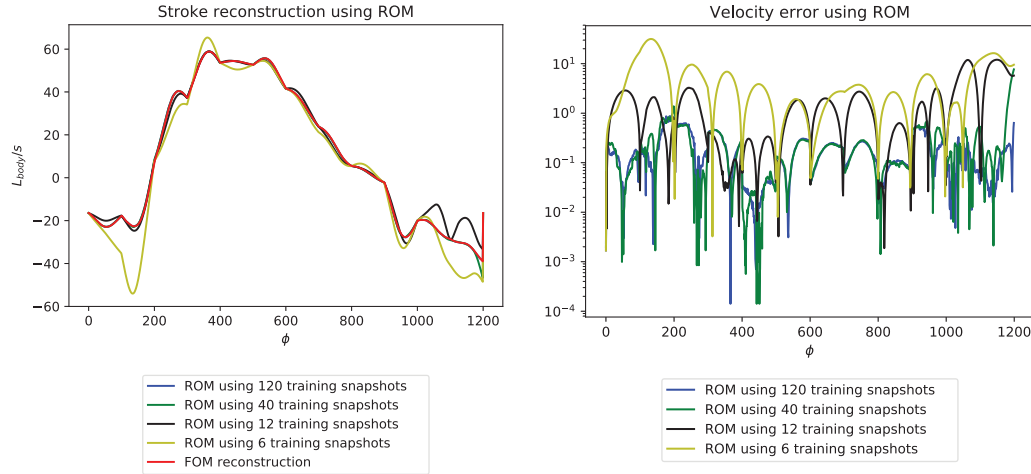 Stroke reconstruction using ROM
60
40
20
0
−20
−40
−60
L_body/s
0 200 400 600 800 1000 1200
ϕ
ROM using 120 training snapshots
ROM using 40 training snapshots
ROM using 12 training snapshots
ROM using 6 training snapshots
FOM reconstruction
Velocity error using ROM
10¹
10⁰
10⁻¹
10⁻²
10⁻³
10⁻⁴
0 200 400 600 800 1000 1200
ϕ
ROM using 120 training snapshots
ROM using 40 training snapshots
ROM using 12 training snapshots
ROM using 6 training snapshots